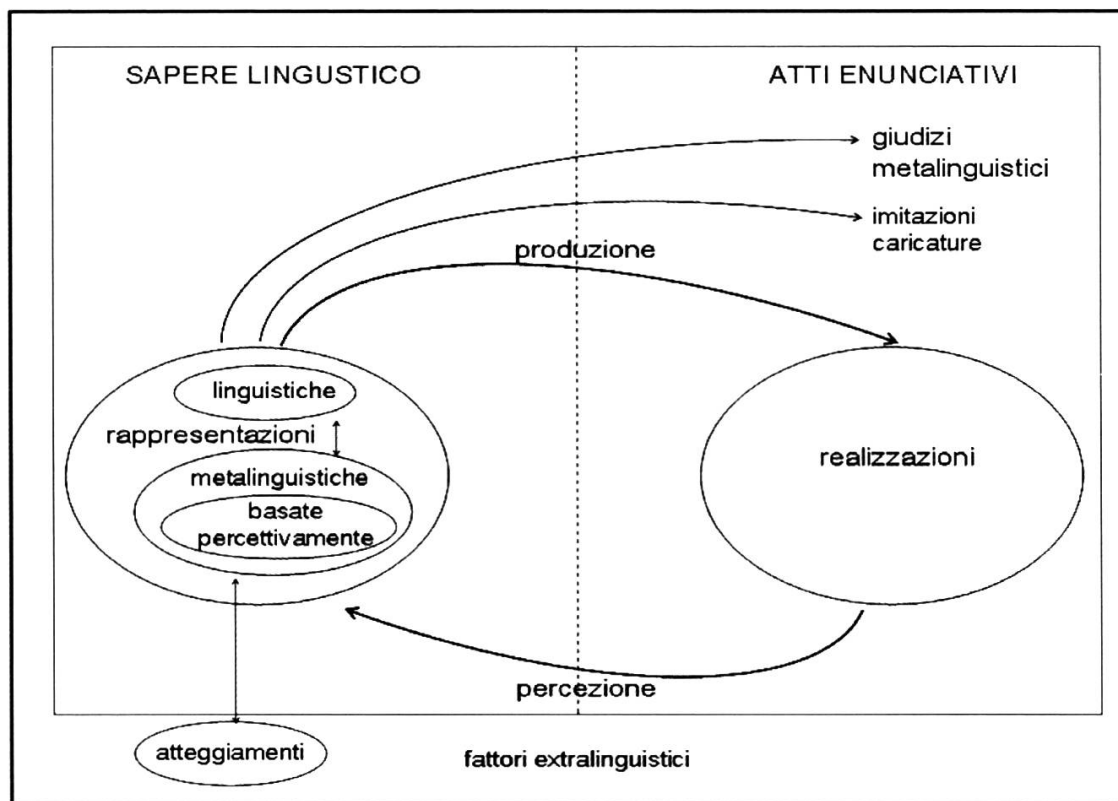 SAPERE LINGUSTICO
ATTI ENUNCIATIVI
giudizi
metalinguistici
imitazioni
caricature
produzione
linguistiche
rappresentazioni
metalinguistiche
basate
percettivamente
realizzazioni
percezione
atteggiamenti
fattori extralinguistici